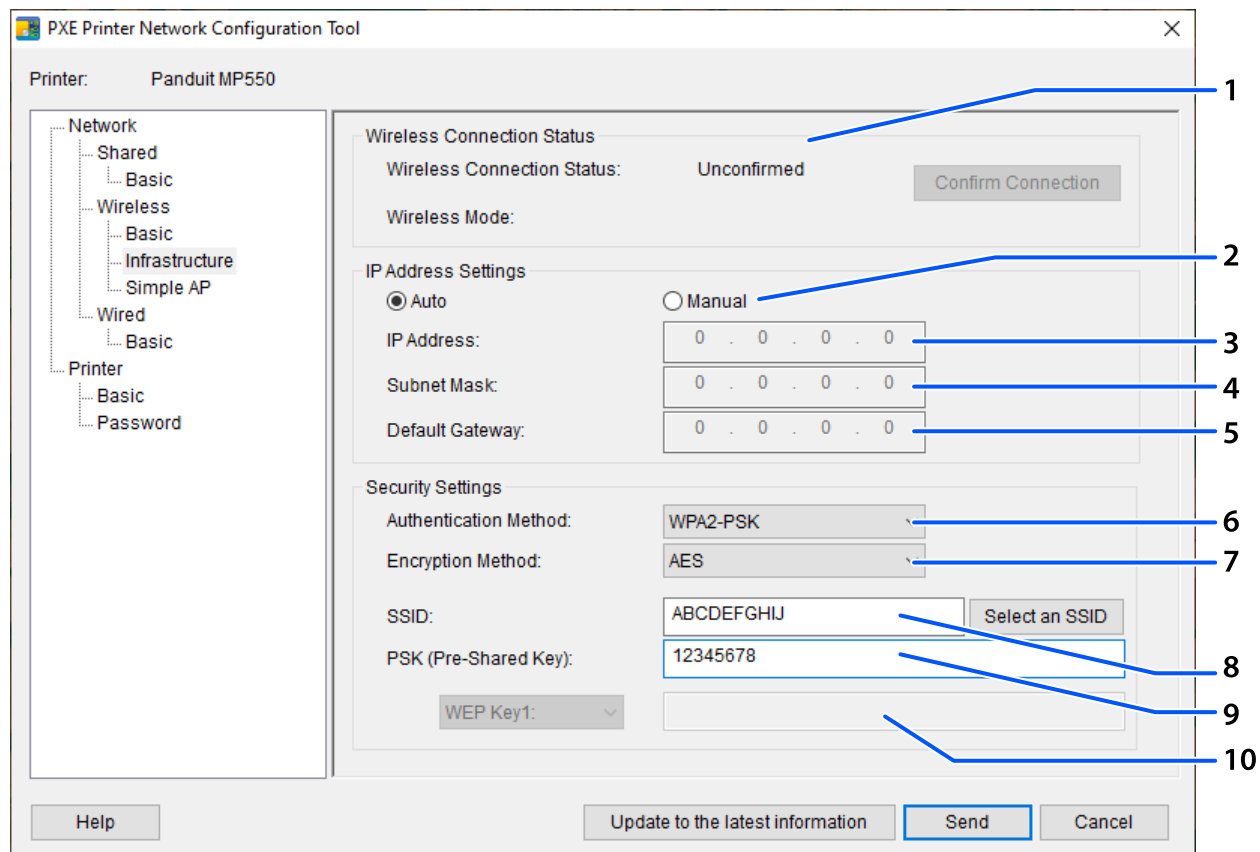 PXE Printer Network Configuration Tool
Printer: Panduit MP550
Network
Shared
Basic
Wireless
Basic
Infrastructure
Simple AP
Wired
Basic
Printer
Basic
Password
Wireless Connection Status 1
Wireless Connection Status: Unconfirmed Confirm Connection
Wireless Mode:
IP Address Settings 2
Auto Manual
IP Address: 0 . 0 . 0 . 0 3
Subnet Mask: 0 . 0 . 0 . 0 4
Default Gateway: 0 . 0 . 0 . 0 5
Security Settings
Authentication Method: WPA2-PSK 6
Encryption Method: AES 7
SSID: ABCDEFGHIJ Select an SSID 8
PSK (Pre-Shared Key): 12345678 9
WEP Key1: 10
Help Update to the latest information Send Cancel